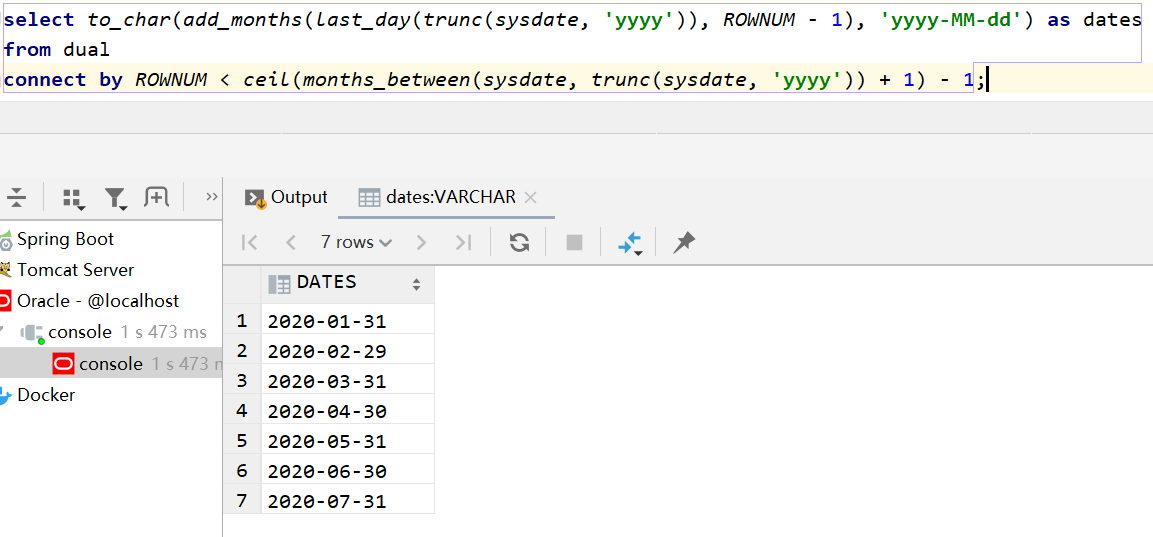 select to_char(add_months(last_day(trunc(sysdate, 'yyyy')), ROWNUM - 1), 'yyyy-MM-dd') as dates
from dual
connect by ROWNUM < ceil(months_between(sysdate, trunc(sysdate, 'yyyy')) + 1) - 1;
Output
dates:VARCHAR
7 rows
Spring Boot
Tomcat Server
Oracle - @localhost
console 1 s 473 ms
console 1 s 473
Docker
DATES
1 2020-01-31
2 2020-02-29
3 2020-03-31
4 2020-04-30
5 2020-05-31
6 2020-06-30
7 2020-07-31